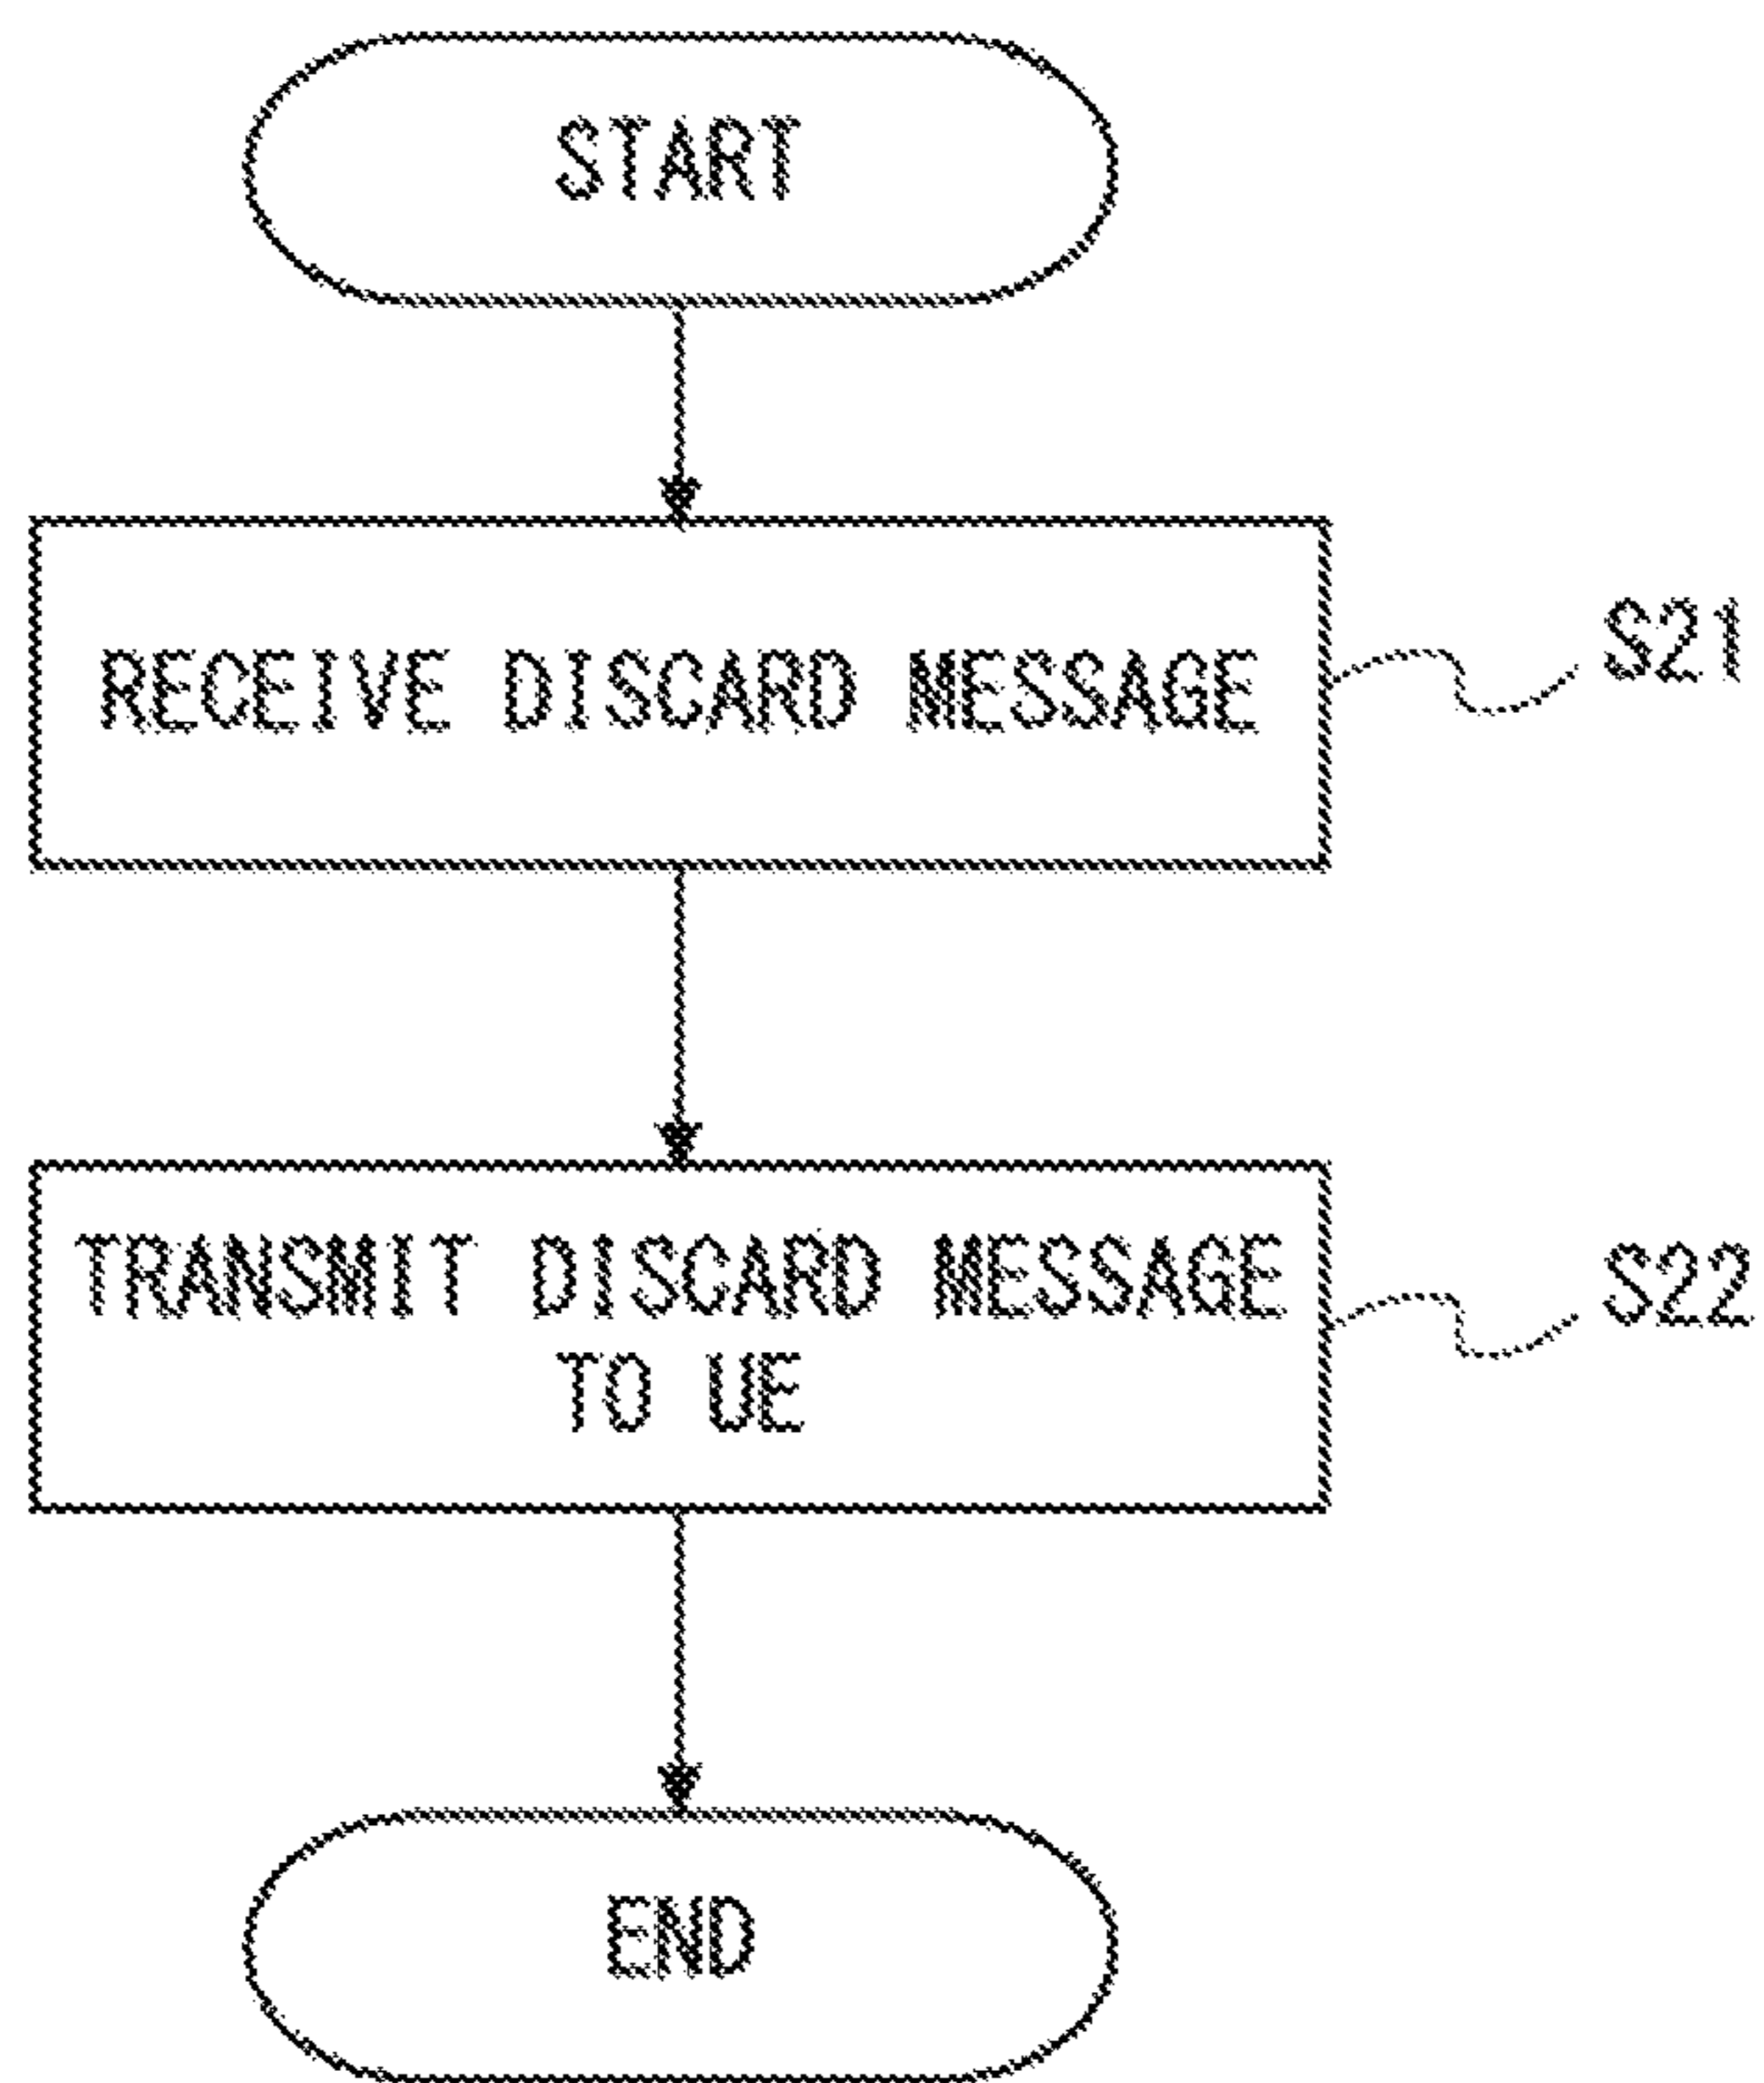 START
RECEIVE DISCARD MESSAGE
S21
TRANSMIT DISCARD MESSAGE
TO UE
S22
END